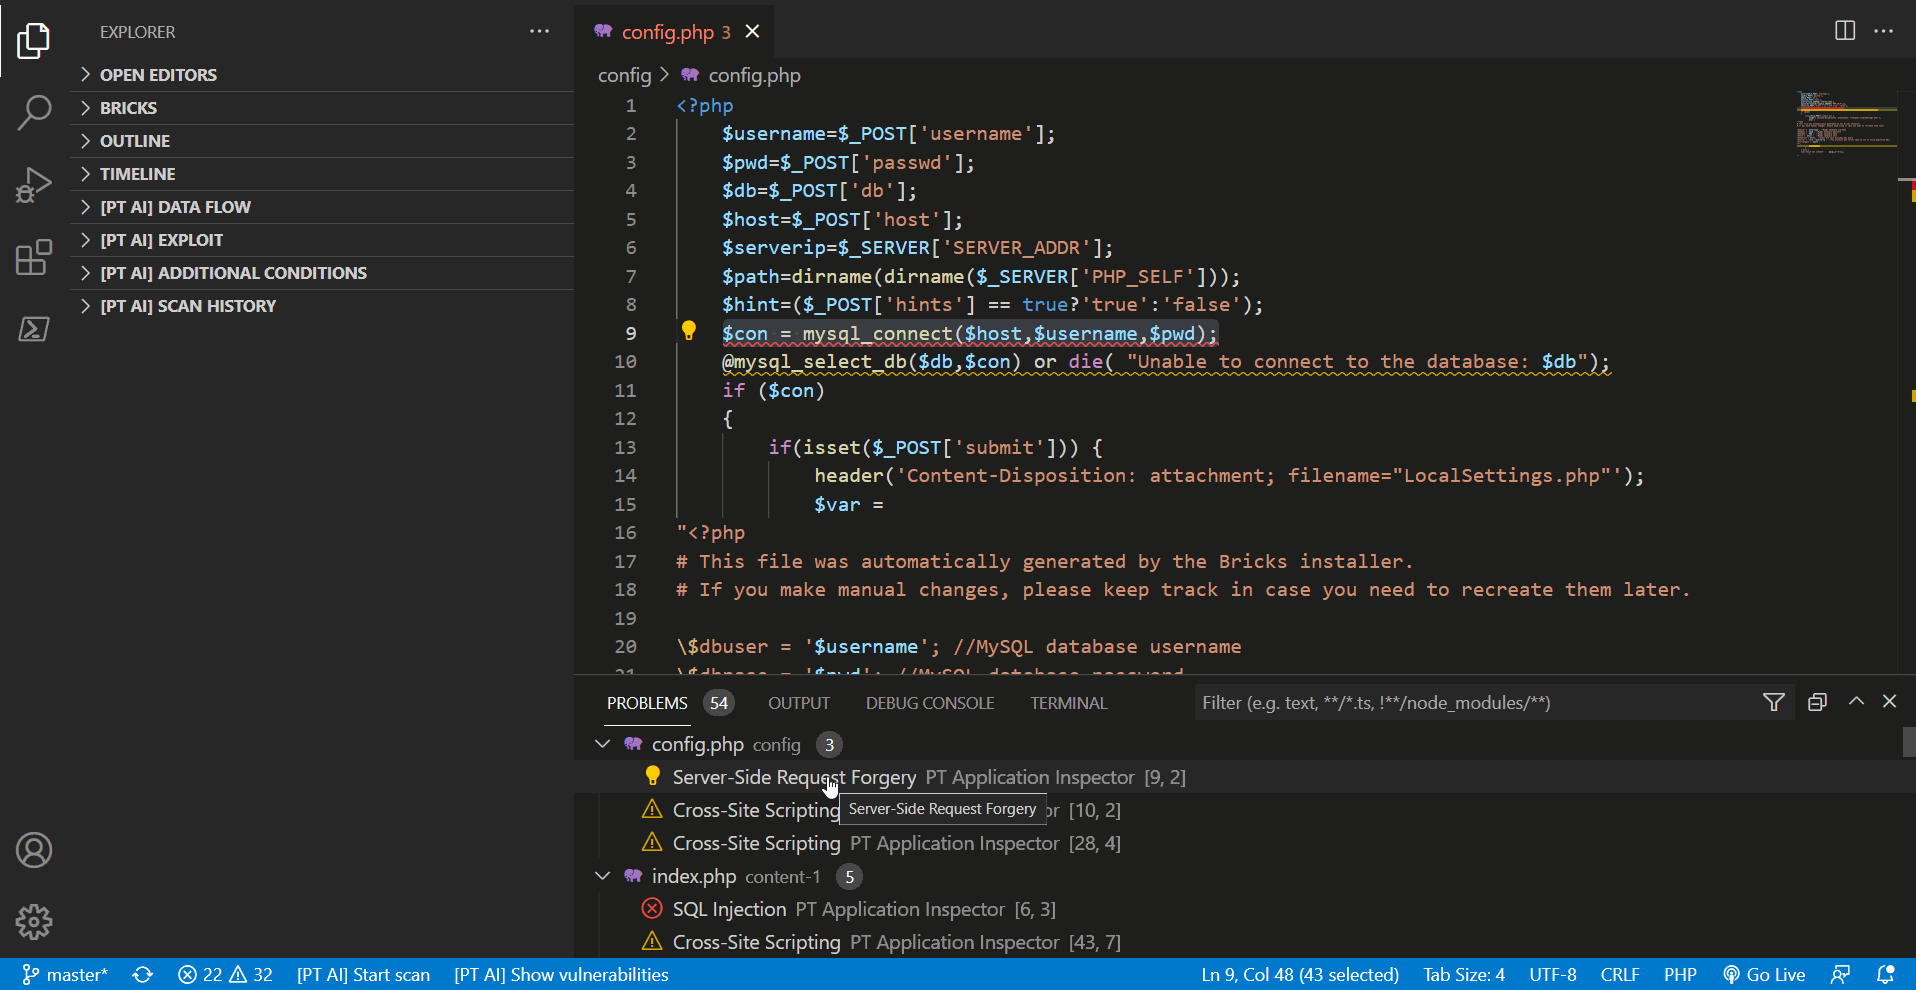 EXPLORER
OPEN EDITORS
BRICKS
OUTLINE
TIMELINE
[PT AI] DATA FLOW
[PT AI] EXPLOIT
[PT AI] ADDITIONAL CONDITIONS
[PT AI] SCAN HISTORY
config.php 3
config > config.php
1 <?php
2 $username=$_POST['username'];
3 $pwd=$_POST['passwd'];
4 $db=$_POST['db'];
5 $host=$_POST['host'];
6 $serverip=$_SERVER['SERVER_ADDR'];
7 $path=dirname(dirname($_SERVER['PHP_SELF']));
8 $hint=($_POST['hints'] == true?'true':'false');
9 $con = mysql_connect($host,$username,$pwd);
10 @mysql_select_db($db,$con) or die( "Unable to connect to the database: $db");
11 if ($con)
12 {
13 if(isset($_POST['submit'])) {
14 header('Content-Disposition: attachment; filename="LocalSettings.php"');
15 $var =
16 "<?php
17 # This file was automatically generated by the Bricks installer.
18 # If you make manual changes, please keep track in case you need to recreate them later.
19
20 \$dbuser = '$username'; //MySQL database username
21 \$dbpass = '$pwd'; //MySQL database password
PROBLEMS 54 OUTPUT DEBUG CONSOLE TERMINAL Filter (e.g. text, **/*.ts, !**/node_modules/**)
config.php config 3
Server-Side Request Forgery PT Application Inspector [9, 2]
Cross-Site Scripting Server-Side Request Forgery or [10, 2]
Cross-Site Scripting PT Application Inspector [28, 4]
index.php content-1 5
SQL Injection PT Application Inspector [6, 3]
Cross-Site Scripting PT Application Inspector [43, 7]
master* 22 32 [PT AI] Start scan [PT AI] Show vulnerabilities Ln 9, Col 48 (43 selected) Tab Size: 4 UTF-8 CRLF PHP Go Live